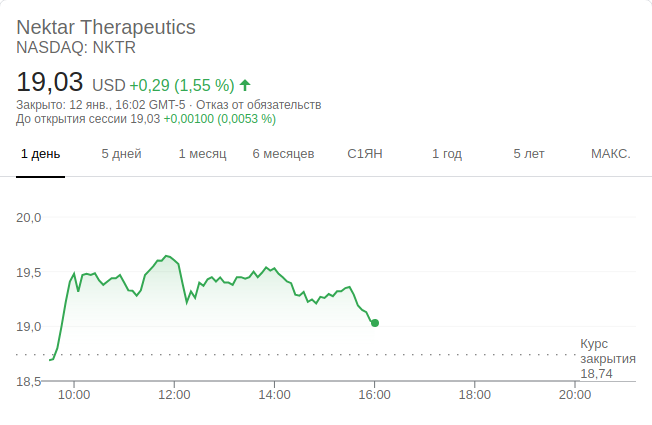 Nektar Therapeutics
NASDAQ: NKTR
19,03 USD +0,29 (1,55 %)
Закрыто: 12 янв., 16:02 GMT-5 · Отказ от обязательств
До открытия сессии 19,03 +0,00100 (0,0053 %)
1 день 5 дней 1 месяц 6 месяцев С1ЯН 1 год 5 лет МАКС.
20,0
19,5
19,0
Курс
закрытия
18,74
18,5
10:00 12:00 14:00 16:00 18:00 20:00